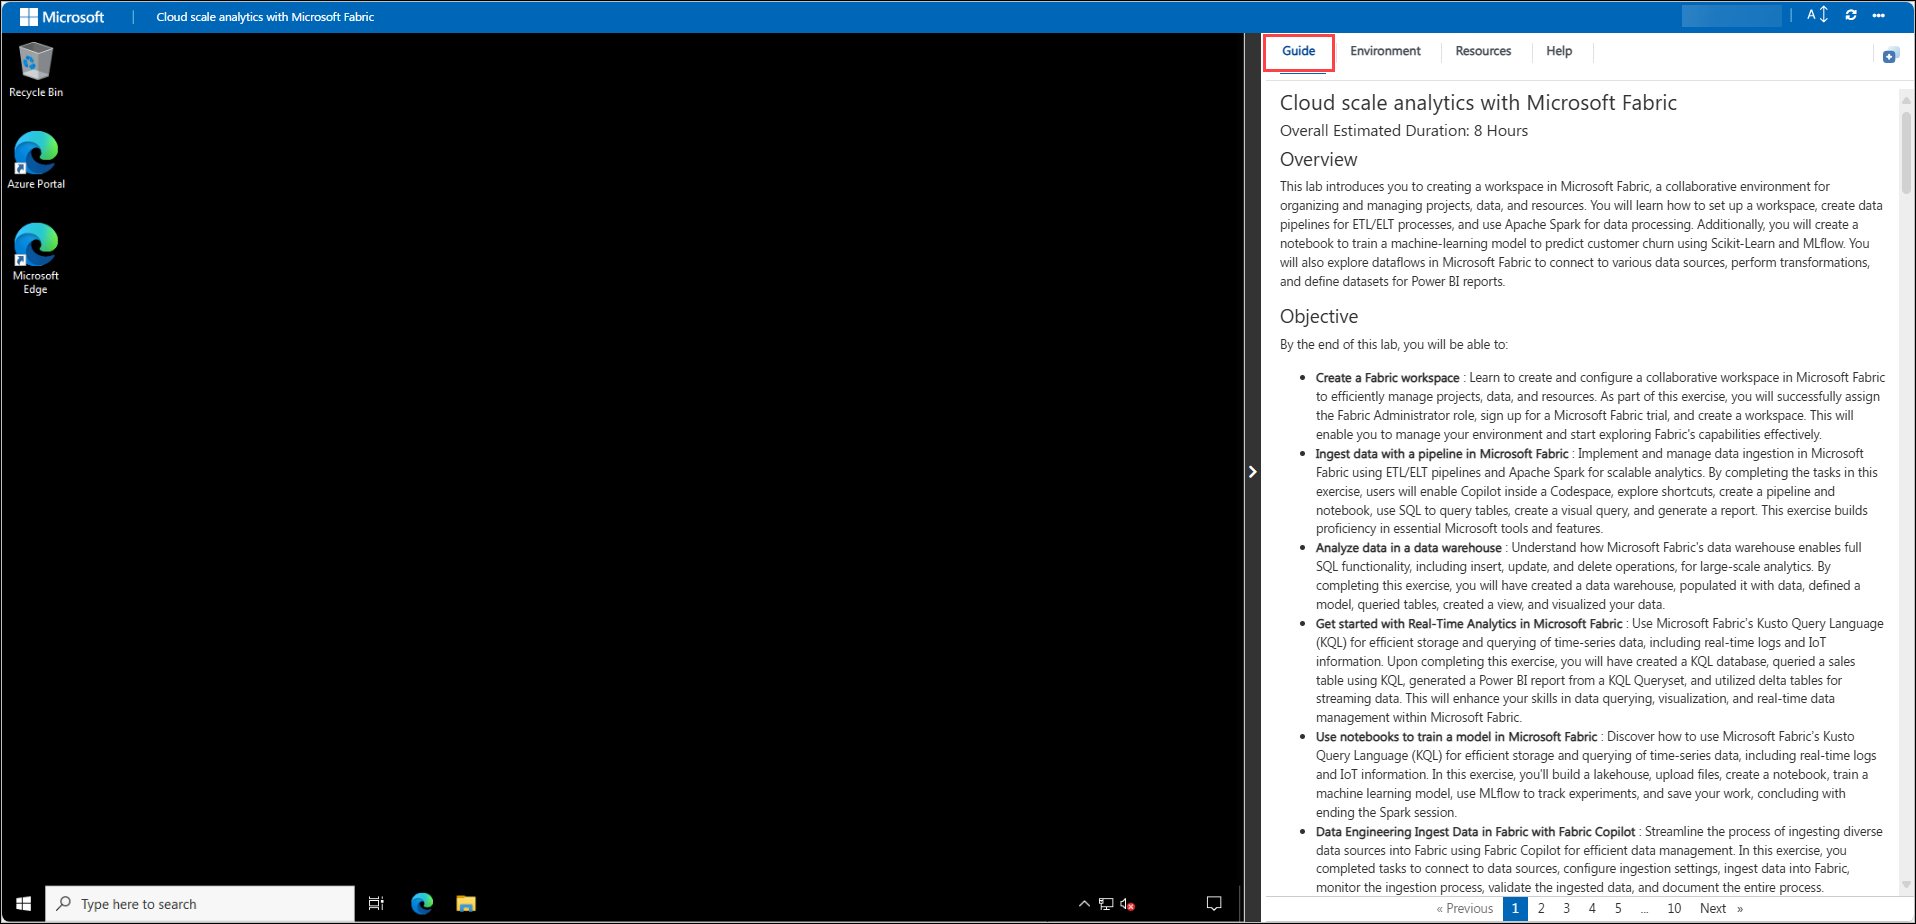 Microsoft
Cloud scale analytics with Microsoft Fabric
A
Recycle Bin
Azure Portal
Microsoft
Edge
Guide
Environment
Resources
Help
Cloud scale analytics with Microsoft Fabric
Overall Estimated Duration: 8 Hours
Overview
This lab introduces you to creating a workspace in Microsoft Fabric, a collaborative environment for
organizing and managing projects, data, and resources. You will learn how to set up a workspace, create data
pipelines for ETL/ELT processes, and use Apache Spark for data processing. Additionally, you will create a
notebook to train a machine-learning model to predict customer churn using Scikit-Learn and MLflow. You
will also explore dataflows in Microsoft Fabric to connect to various data sources, perform transformations,
and define datasets for Power BI reports.
Objective
By the end of this lab, you will be able to:
• Create a Fabric workspace : Learn to create and configure a collaborative workspace in Microsoft Fabric
to efficiently manage projects, data, and resources. As part of this exercise, you will successfully assign
the Fabric Administrator role, sign up for a Microsoft Fabric trial, and create a workspace. This will
enable you to manage your environment and start exploring Fabric's capabilities effectively.
• Ingest data with a pipeline in Microsoft Fabric : Implement and manage data ingestion in Microsoft
Fabric using ETL/ELT pipelines and Apache Spark for scalable analytics. By completing the tasks in this
exercise, users will enable Copilot inside a Codespace, explore shortcuts, create a pipeline and
notebook, use SQL to query tables, create a visual query, and generate a report. This exercise builds
proficiency in essential Microsoft tools and features.
• Analyze data in a data warehouse : Understand how Microsoft Fabric's data warehouse enables full
SQL functionality, including insert, update, and delete operations, for large-scale analytics. By
completing this exercise, you will have created a data warehouse, populated it with data, defined a
model, queried tables, created a view, and visualized your data.
• Get started with Real-Time Analytics in Microsoft Fabric : Use Microsoft Fabric's Kusto Query Language
(KQL) for efficient storage and querying of time-series data, including real-time logs and IoT
information. Upon completing this exercise, you will have created a KQL database, queried a sales
table using KQL, generated a Power BI report from a KQL Queryset, and utilized delta tables for
streaming data. This will enhance your skills in data querying, visualization, and real-time data
management within Microsoft Fabric.
• Use notebooks to train a model in Microsoft Fabric : Discover how to use Microsoft Fabric's Kusto
Query Language (KQL) for efficient storage and querying of time-series data, including real-time logs
and IoT information. In this exercise, you'll build a lakehouse, upload files, create a notebook, train a
machine learning model, use MLflow to track experiments, and save your work, concluding with
ending the Spark session.
• Data Engineering Ingest Data in Fabric with Fabric Copilot : Streamline the process of ingesting diverse
data sources into Fabric using Fabric Copilot for efficient data management. In this exercise, you
completed tasks to connect to data sources, configure ingestion settings, ingest data into Fabric,
monitor the ingestion process, validate the ingested data, and document the entire process.
« Previous 1 2 3 4 5 ... 10 Next »
Type here to search